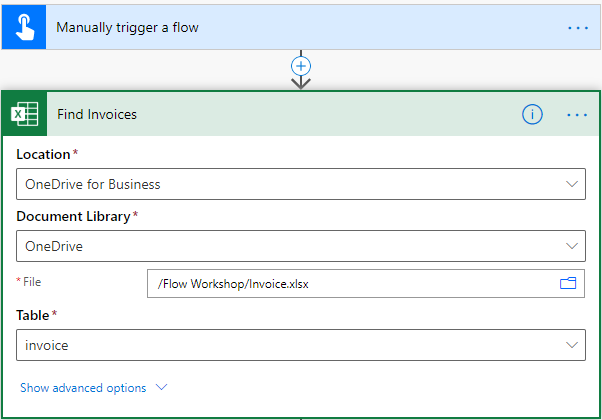 Manually trigger a flow
Find Invoices
Location*
OneDrive for Business
Document Library*
OneDrive
* File
/Flow Workshop/Invoice.xlsx
Table*
invoice
Show advanced options